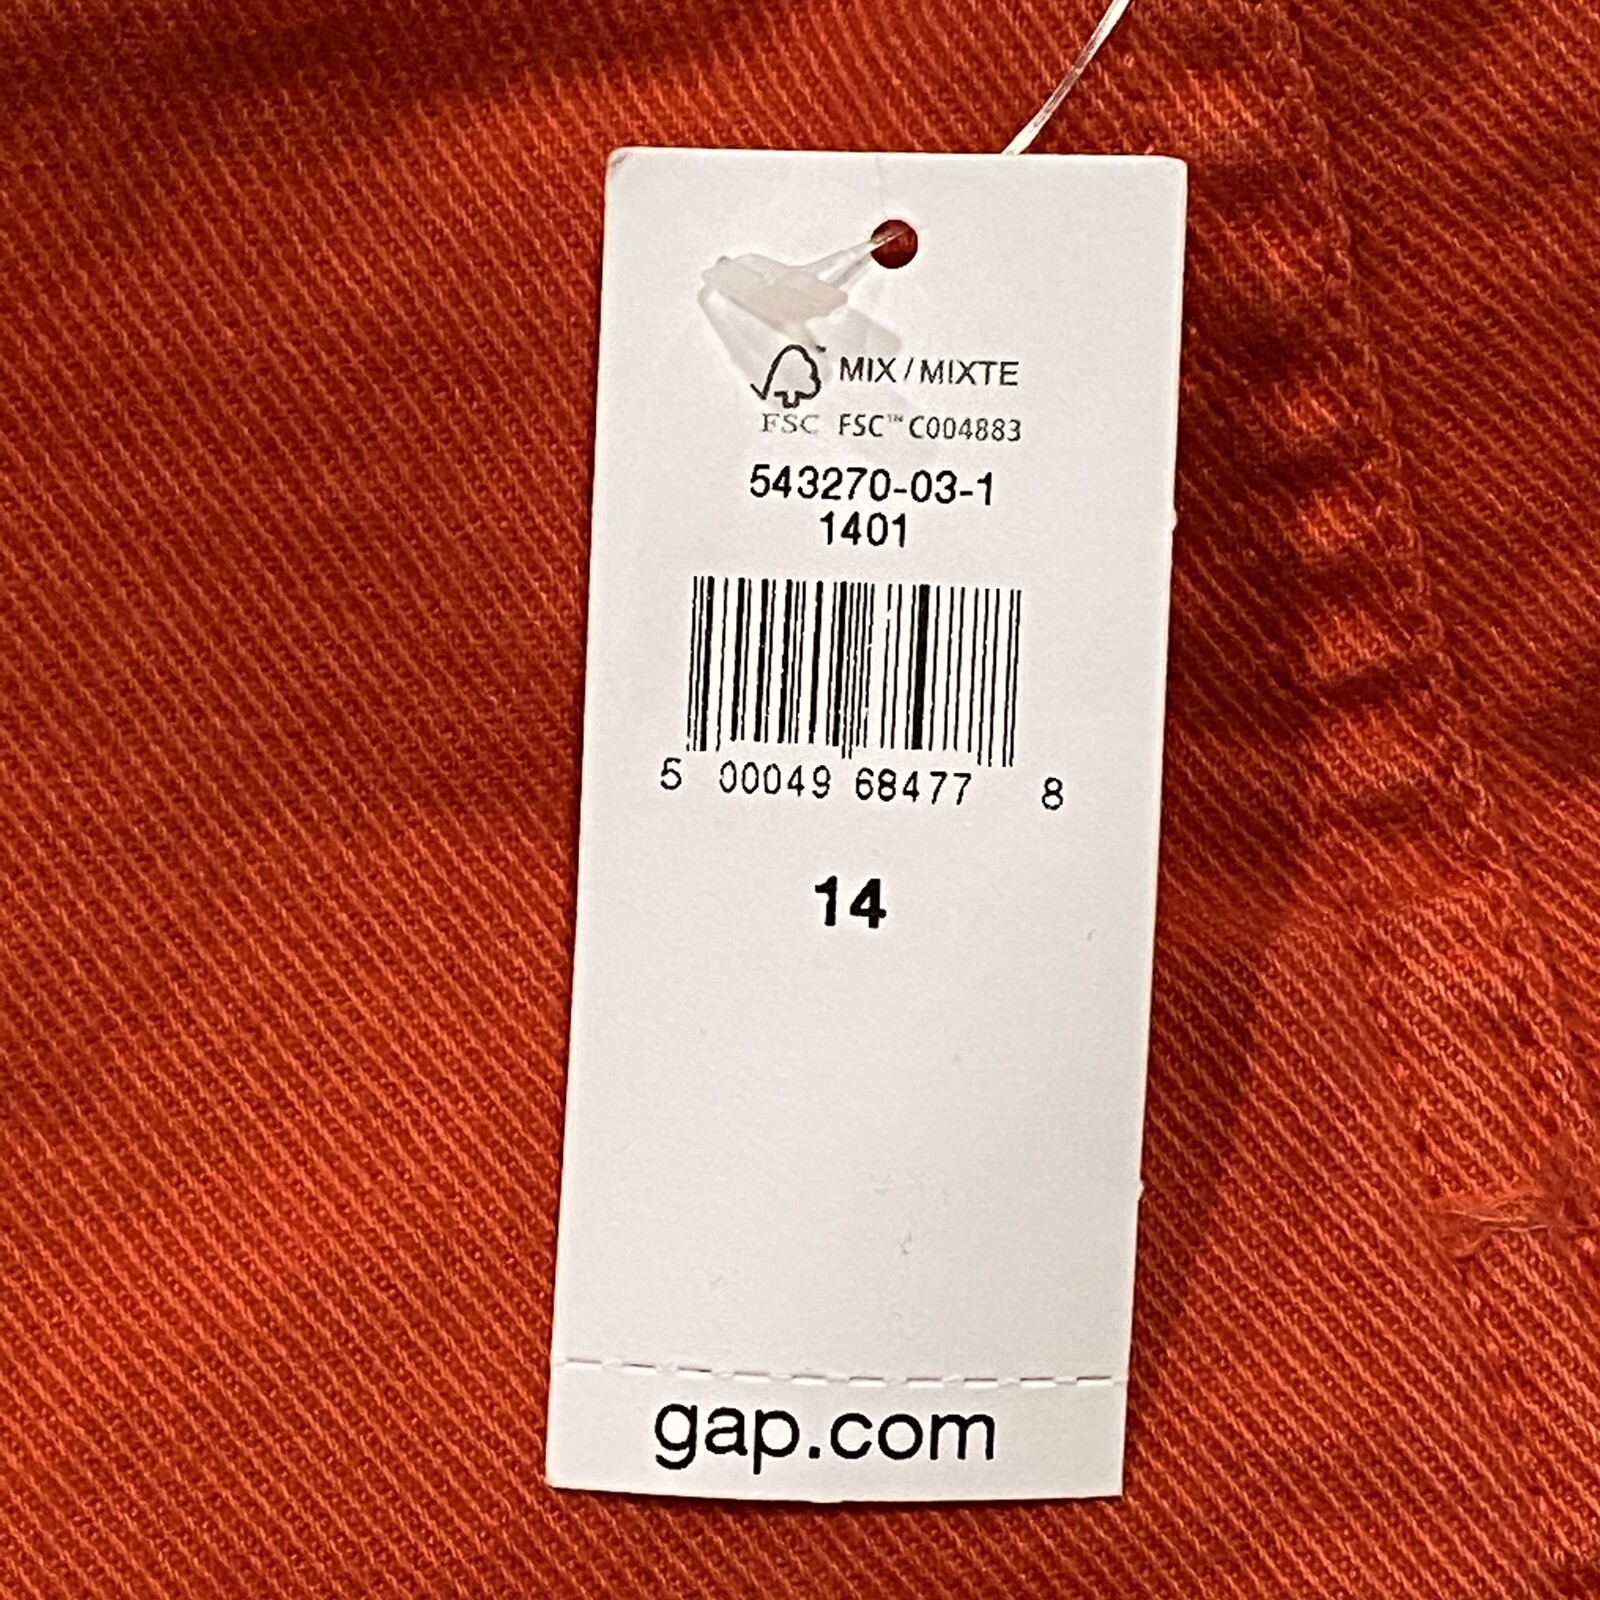 MIX / MIXTE
FSC FSC™ C004883
543270-03-1
1401
5 00049 68477 8
14
gap.com